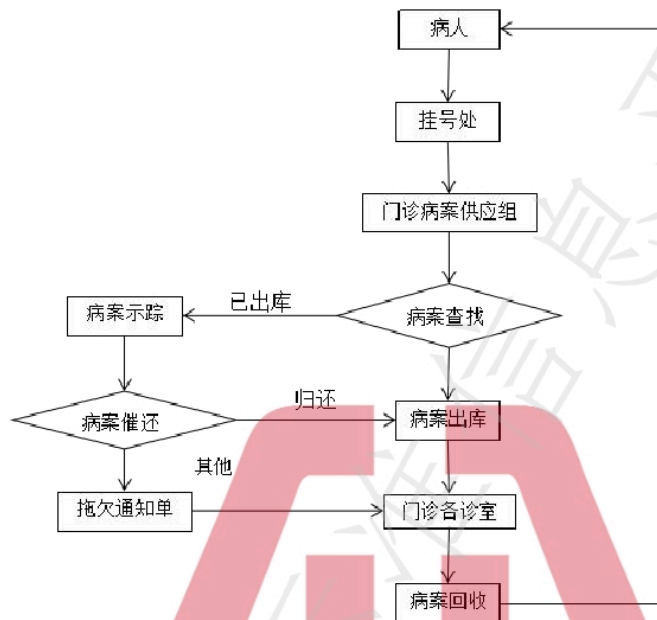 病人
挂号处
门诊病案供应组
已出库
病案示踪
病案查找
归还
病案催还
病案出库
其他
拖欠通知单
门诊各诊室
病案回收